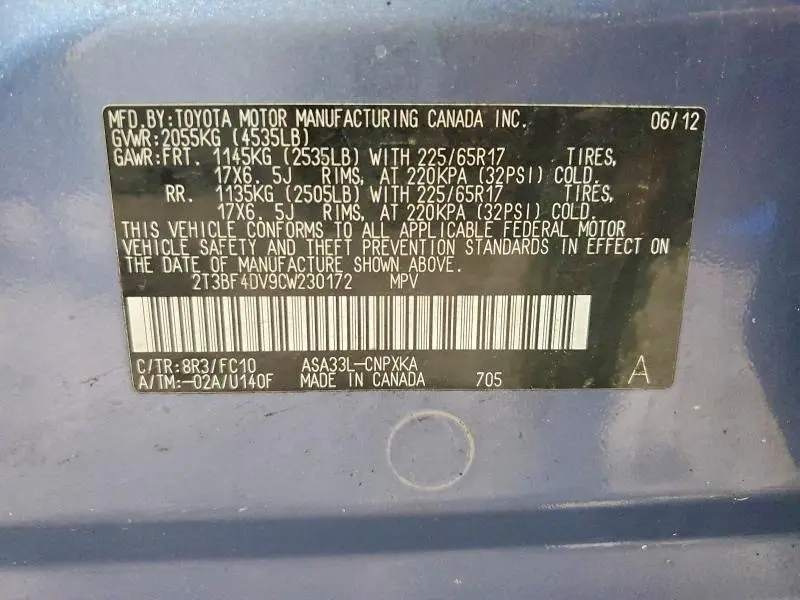 MFD.BY:TOYOTA MOTOR MANUFACTURING CANADA INC. 06/12
GVWR:2055KG (4535LB)
GAWR:FRT. 1145KG (2535LB) WITH 225/65R17 TIRES,
17X6. 5J RIMS, AT 220KPA (32PSI) COLD.
RR. 1135KG (2505LB) WITH 225/65R17 TIRES,
17X6. 5J RIMS, AT 220KPA (32PSI) COLD.
THIS VEHICLE CONFORMS TO ALL APPLICABLE FEDERAL MOTOR
VEHICLE SAFETY AND THEFT PREVENTION STANDARDS IN EFFECT ON
THE DATE OF MANUFACTURE SHOWN ABOVE.
2T3BF4DV9CW230172 MPV
C/TR:8R3/FC10 ASA33L-CNPXKA
A/TM:-02A/U140F MADE IN CANADA 705 A